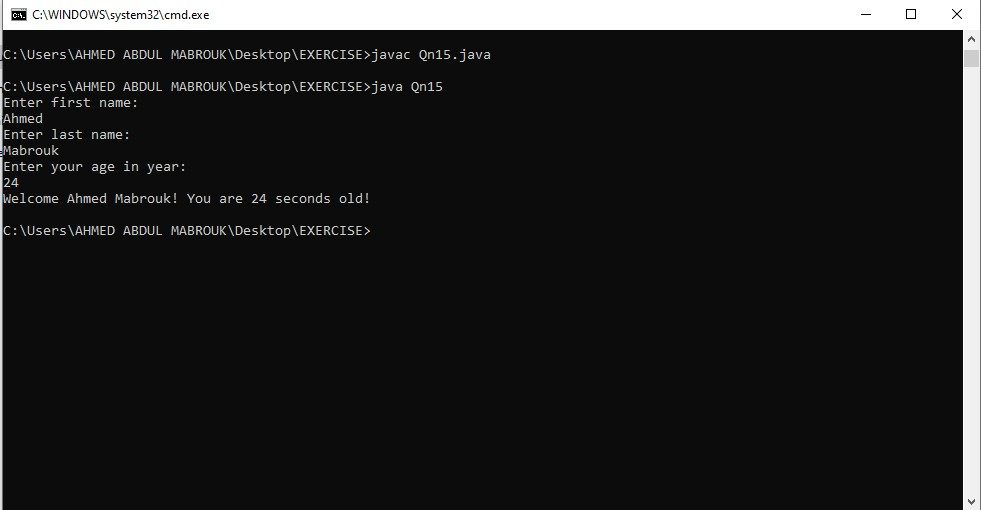 C:\WINDOWS\system32\cmd.exe
C:\Users\AHMED ABDUL MABROUK\Desktop\EXERCISE>javac Qn15.java
C:\Users\AHMED ABDUL MABROUK\Desktop\EXERCISE>java Qn15
Enter first name:
Ahmed
Enter last name:
Mabrouk
Enter your age in year:
24
Welcome Ahmed Mabrouk! You are 24 seconds old!
C:\Users\AHMED ABDUL MABROUK\Desktop\EXERCISE>